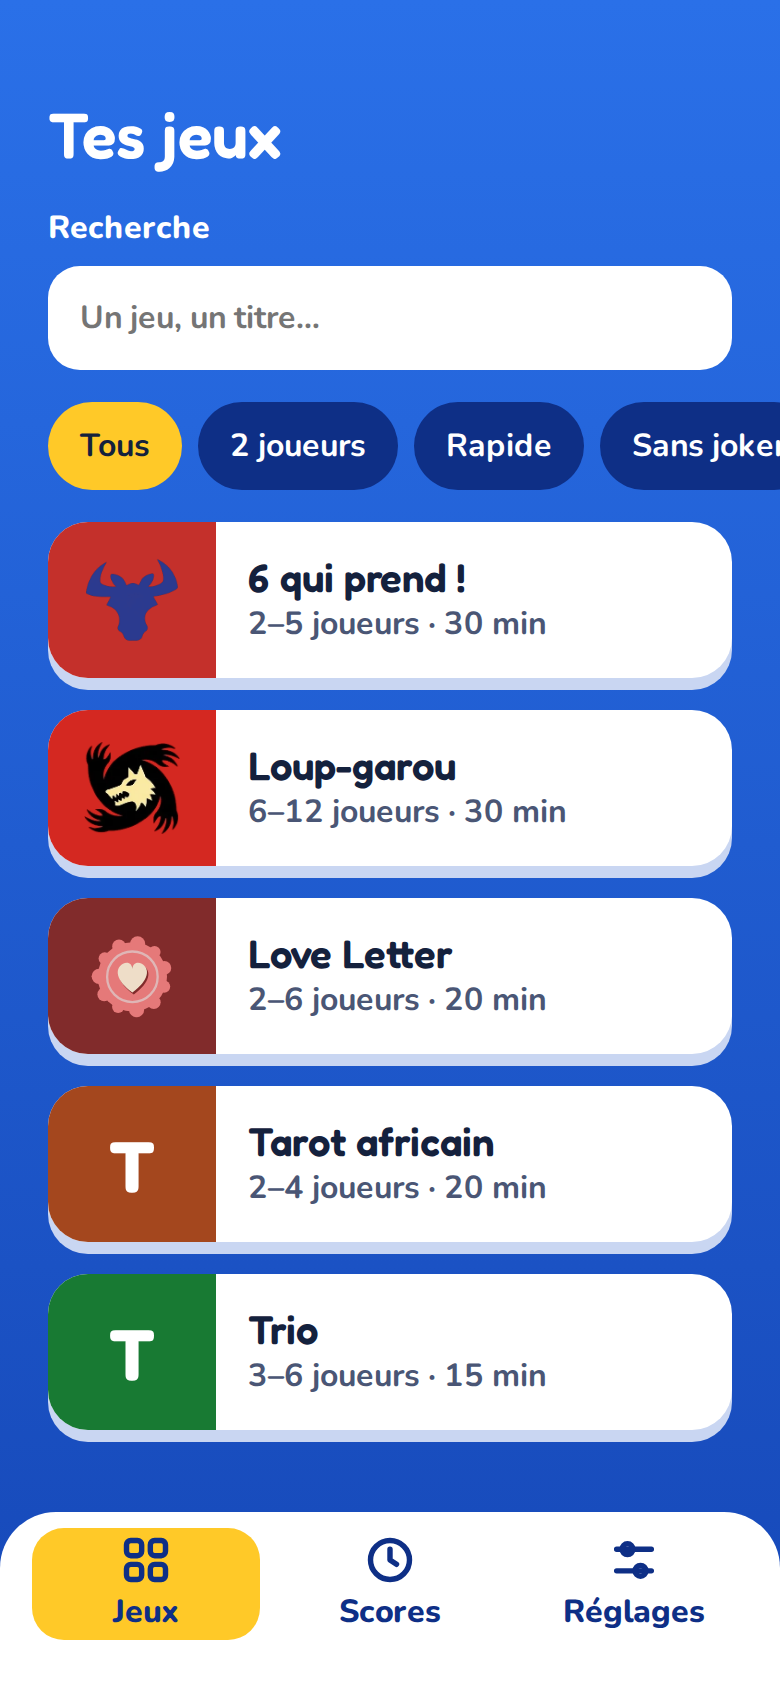 Tes jeux
Recherche
Un jeu, un titre...
Tous
2 joueurs
Rapide
Sans joker
6 qui prend !
2–5 joueurs · 30 min
Loup-garou
6–12 joueurs · 30 min
Love Letter
2–6 joueurs · 20 min
T
Tarot africain
2–4 joueurs · 20 min
T
Trio
3–6 joueurs · 15 min
Jeux
Scores
Réglages